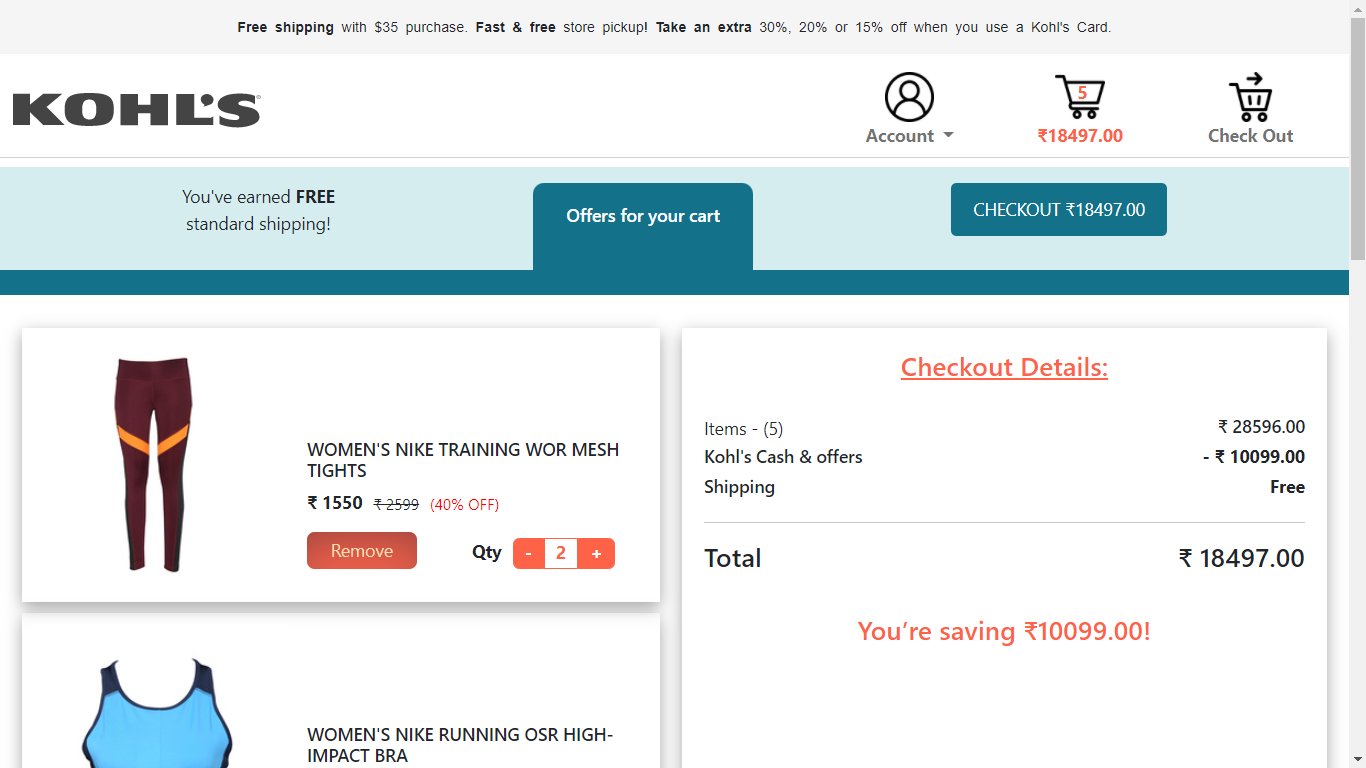 Free shipping with $35 purchase. Fast & free store pickup! Take an extra 30%, 20% or 15% off when you use a Kohl's Card.
KOHL'S®
Account
5
₹18497.00
Check Out
You've earned FREE
standard shipping!
Offers for your cart
CHECKOUT ₹18497.00
WOMEN'S NIKE TRAINING WOR MESH
TIGHTS
₹ 1550 ₹ 2599 (40% OFF)
Remove
Qty - 2 +
WOMEN'S NIKE RUNNING OSR HIGH-
IMPACT BRA
Checkout Details:
Items - (5) ₹ 28596.00
Kohl's Cash & offers - ₹ 10099.00
Shipping Free
Total ₹ 18497.00
You’re saving ₹10099.00!